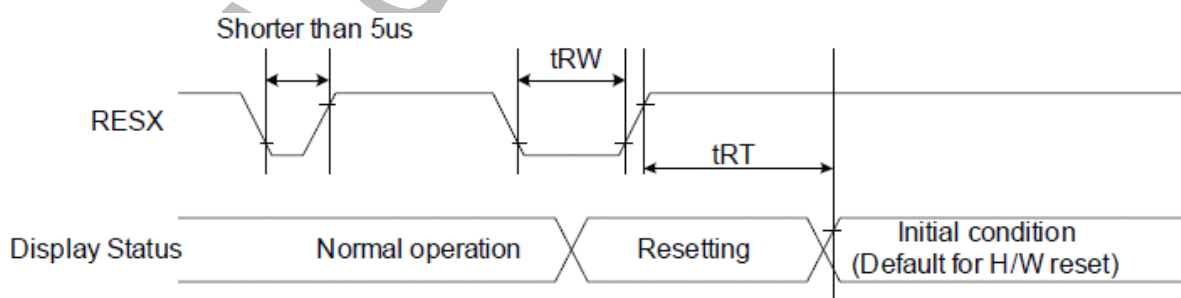 Shorter than 5us
tRW
RESX
tRT
Display Status
Normal operation
Resetting
Initial condition
(Default for H/W reset)